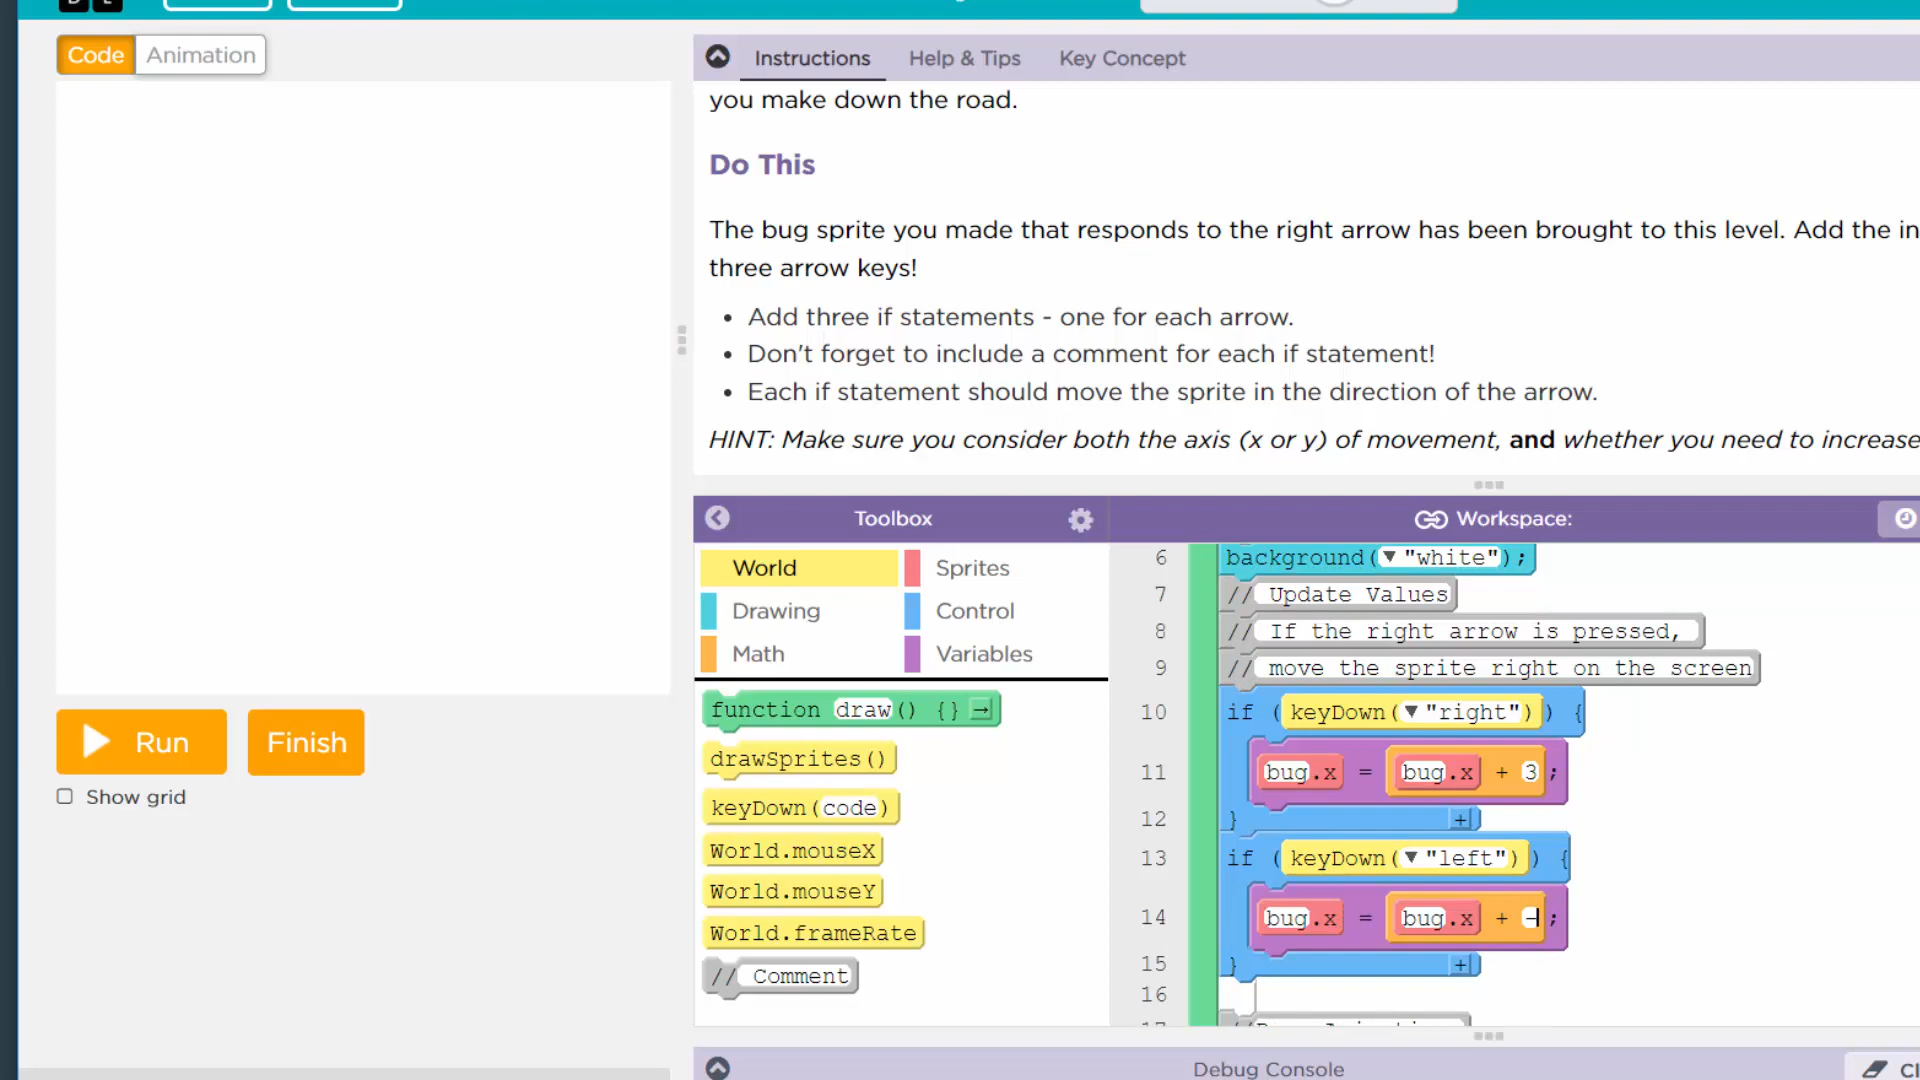 Code Animation
Instructions Help & Tips Key Concept
you make down the road.
Do This
The bug sprite you made that responds to the right arrow has been brought to this level. Add the in
three arrow keys!
• Add three if statements - one for each arrow.
• Don't forget to include a comment for each if statement!
• Each if statement should move the sprite in the direction of the arrow.
HINT: Make sure you consider both the axis (x or y) of movement, and whether you need to increase
Toolbox
Workspace:
World Sprites
Drawing Control
Math Variables
function draw() {} →
drawSprites()
keyDown(code)
World.mouseX
World.mouseY
World.frameRate
// Comment
6 background(▼ "white");
7 // Update Values
8 // If the right arrow is pressed,
9 // move the sprite right on the screen
10 if (keyDown(▼ "right")) {
11 bug.x = bug.x + 3;
12 } +
13 if (keyDown(▼ "left")) {
14 bug.x = bug.x + -;
15 } +
16
Run Finish
Show grid
Debug Console
Cl